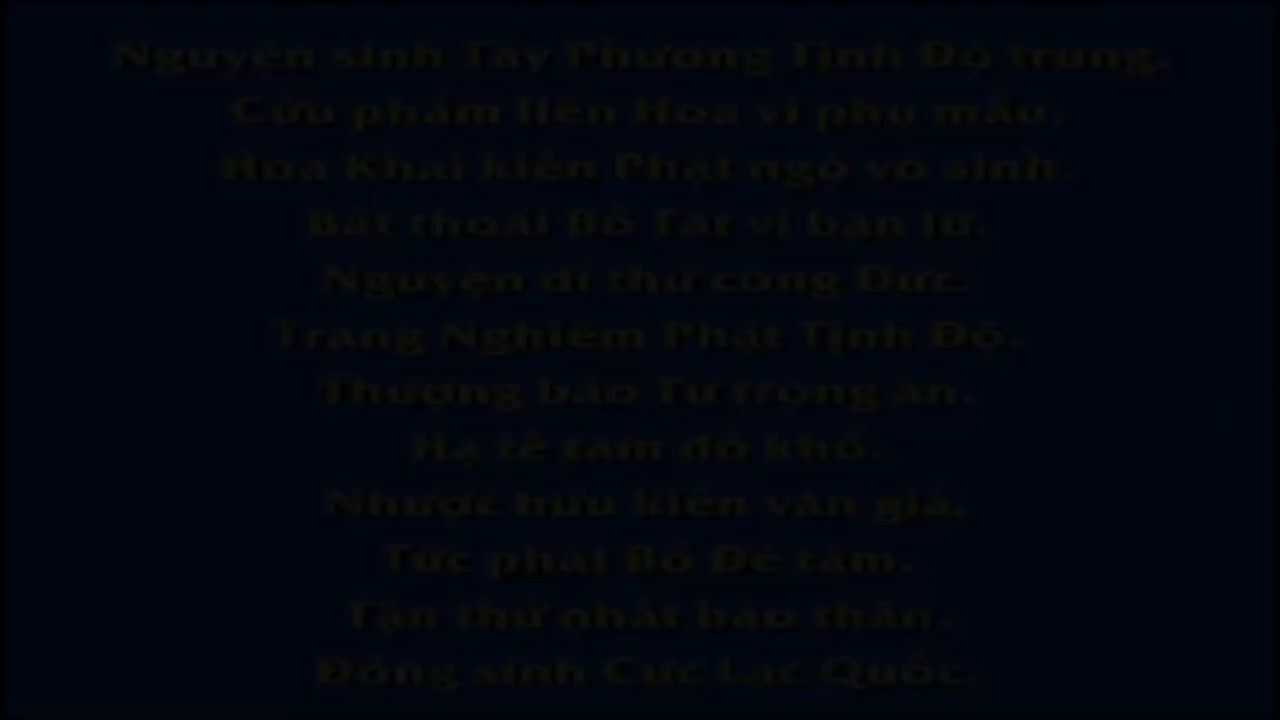 Nguyện sinh Tây Phương Tịnh Độ trung,
Cửu phẩm liên Hoa vi phụ mẫu.
Hoa Khai kiến Phật ngộ vô sinh.
Bất thoái Bồ Tát vi bạn lữ.
Nguyện dĩ thử công Đức.
Trang Nghiêm Phật Tịnh Độ.
Thượng báo Tứ trọng ân.
Hạ tế tam đồ khổ.
Nhược hữu kiến văn giả.
Tức phát Bồ Đề tâm.
Tận thử nhất báo thân.
Đồng sinh Cực Lạc Quốc.